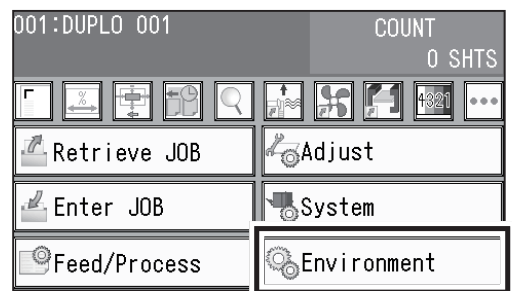 001:DUPLO 001
COUNT
0 SHTS
%
4321
Retrieve JOB
Adjust
Enter JOB
System
Feed/Process
Environment